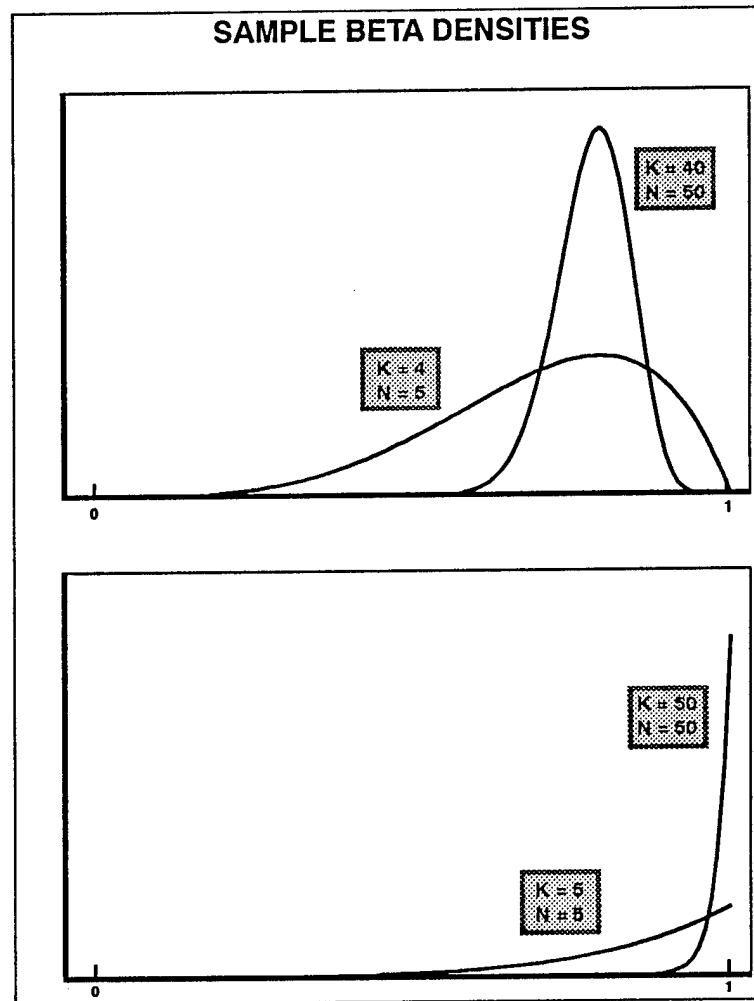 SAMPLE BETA DENSITIES
K = 40
N = 50
K = 4
N = 5
0
1
K = 50
N = 50
K = 5
N = 5
0
1